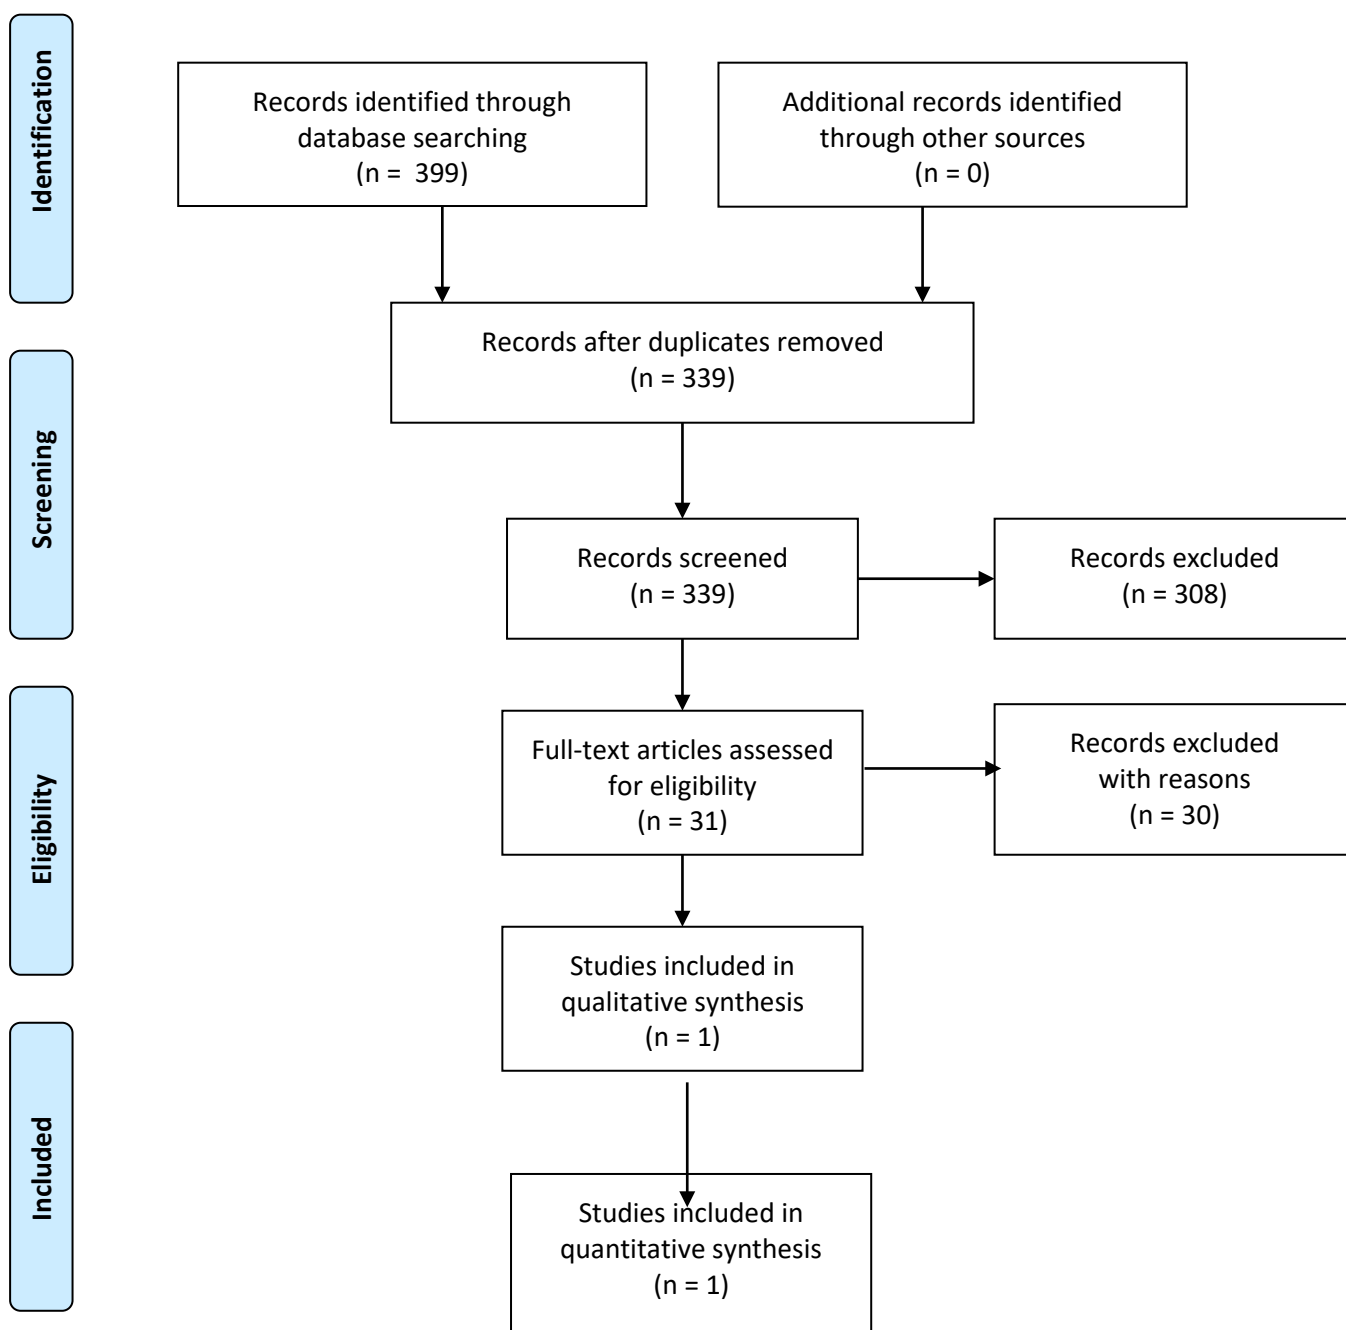 Identification
Records identified through
database searching
(n =  399)
Additional records identified
through other sources
(n = 0)
Records after duplicates removed
(n = 339)
Screening
Records screened
(n = 339)
Records excluded
(n = 308)
Eligibility
Full-text articles assessed
for eligibility
(n = 31)
Records excluded
with reasons
(n = 30)
Studies included in
qualitative synthesis
(n = 1)
Included
Studies included in
quantitative synthesis
(n = 1)